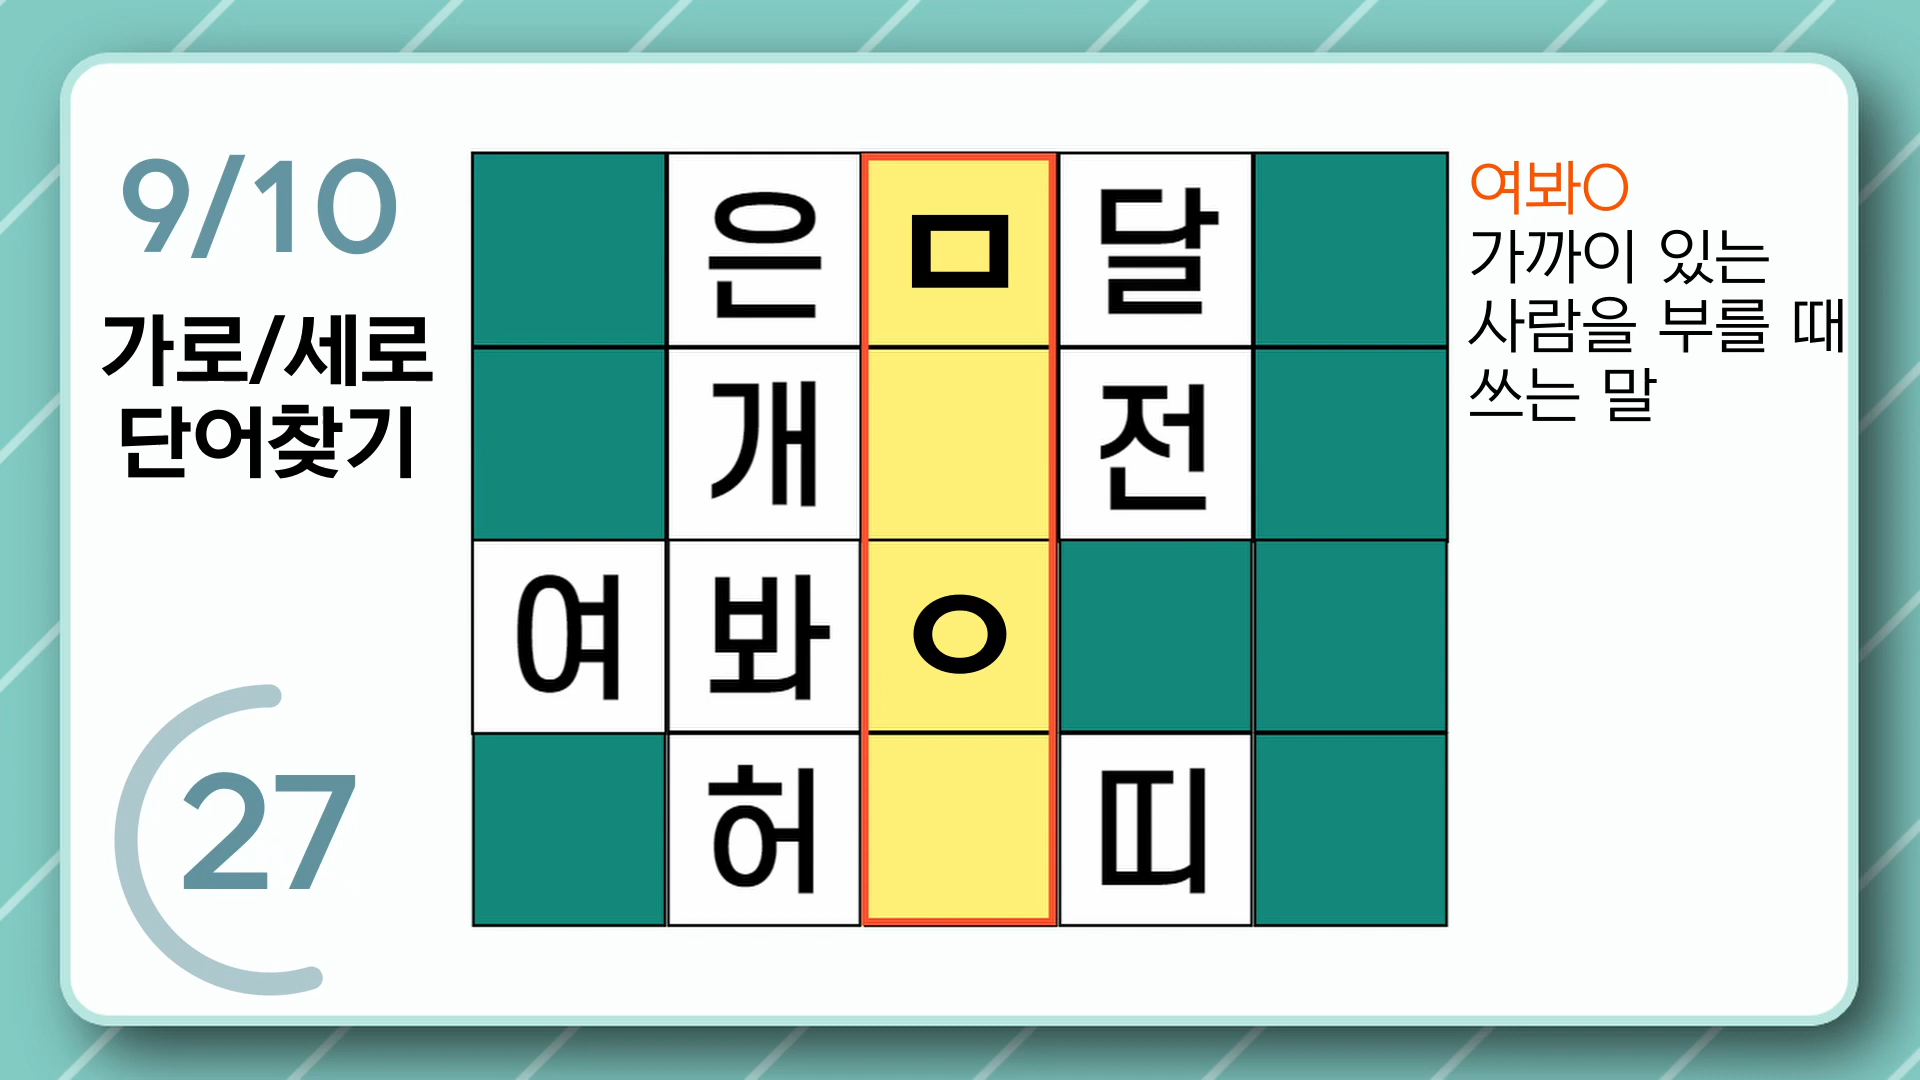 9/10
가로/세로
단어찾기
27
은 ㅁ 달
개 전
여 봐 ㅇ
허 띠
여봐O
가까이 있는
사람을 부를 때
쓰는 말